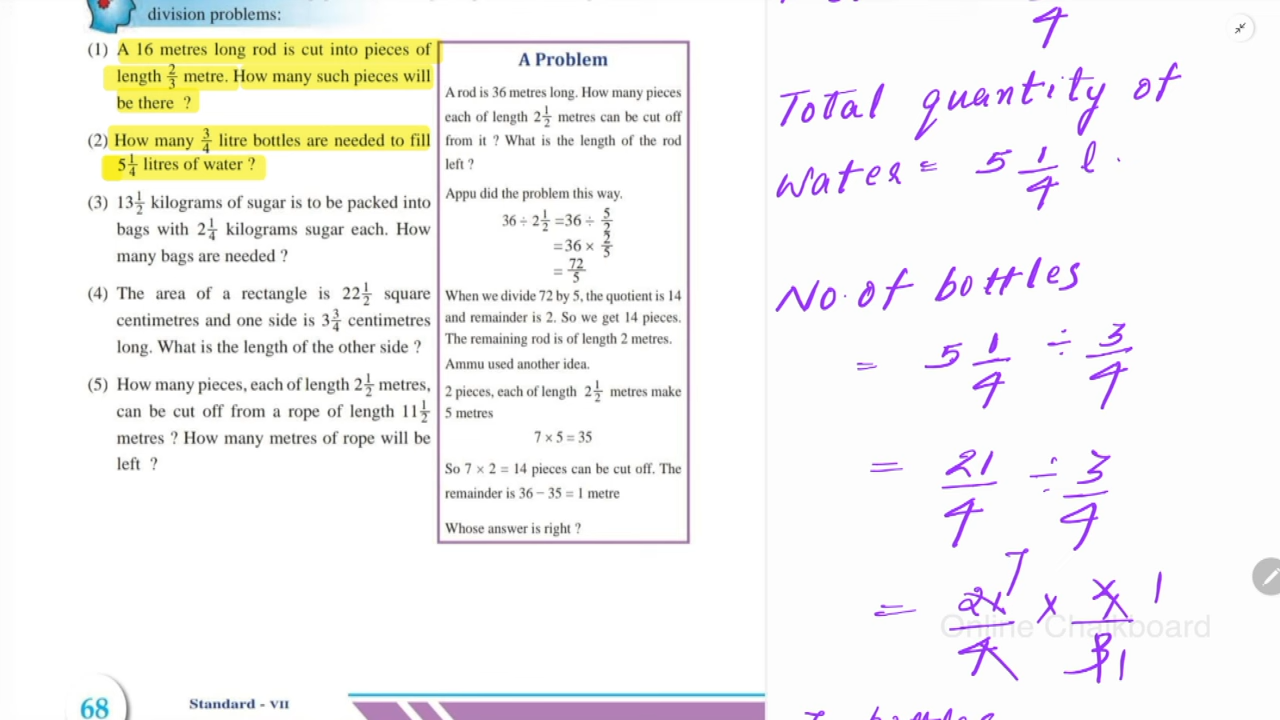 division problems:
(1) A 16 metres long rod is cut into pieces of
length 2/3 metre. How many such pieces will
be there ?
(2) How many 3/4 litre bottles are needed to fill
5 1/4 litres of water ?
(3) 13 1/2 kilograms of sugar is to be packed into
bags with 2 1/4 kilograms sugar each. How
many bags are needed ?
(4) The area of a rectangle is 22 1/2 square
centimetres and one side is 3 3/4 centimetres
long. What is the length of the other side ?
(5) How many pieces, each of length 2 1/2 metres,
can be cut off from a rope of length 11 1/2
metres ? How many metres of rope will be
left ?
A Problem
A rod is 36 metres long. How many pieces
each of length 2 1/2 metres can be cut off
from it ? What is the length of the rod
left ?
Appu did the problem this way.
36 ÷ 2 1/2 = 36 ÷ 5/2
= 36 × 2/5
= 72/5
When we divide 72 by 5, the quotient is 14
and remainder is 2. So we get 14 pieces.
The remaining rod is of length 2 metres.
Ammu used another idea.
2 pieces, each of length 2 1/2 metres make
5 metres
7 × 5 = 35
So 7 × 2 = 14 pieces can be cut off. The
remainder is 36 − 35 = 1 metre
Whose answer is right ?
68 Standard - VII
4
Total quantity of
water = 5 1/4 l.
No. of bottles
= 5 1/4 ÷ 3/4
= 21/4 ÷ 3/4
7 1
= 21/4 × 4/3
1
Online Chalkboard